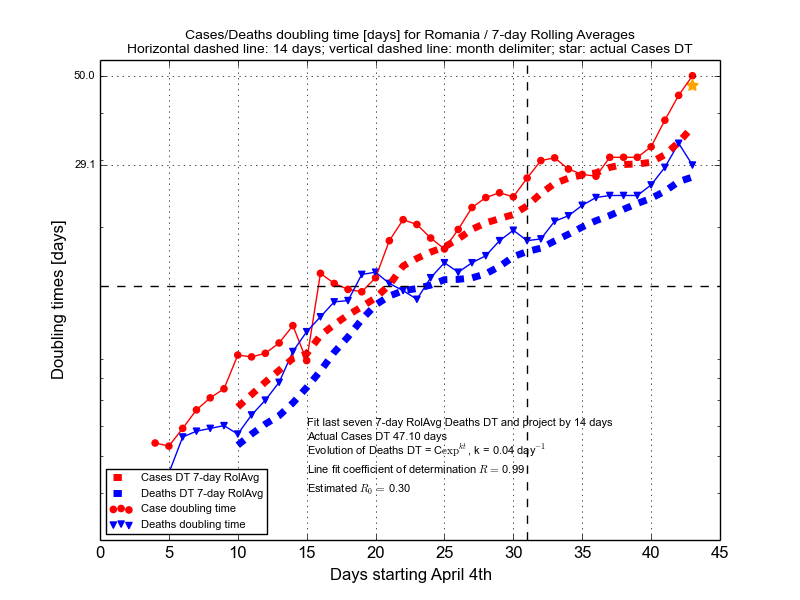 Cases/Deaths doubling time [days] for Romania / 7-day Rolling Averages
Horizontal dashed line: 14 days; vertical dashed line: month delimiter; star: actual Cases DT
50.0
29.1
Doubling times [days]
Fit last seven 7-day RolAvg Deaths DT and project by 14 days
Actual Cases DT 47.10 days
Evolution of Deaths DT = Cexp^{kt}, k = 0.04 day^{-1}
Line fit coefficient of determination R = 0.99
Estimated R_0 = 0.30
Cases DT 7-day RolAvg
Deaths DT 7-day RolAvg
Case doubling time
Deaths doubling time
0 5 10 15 20 25 30 35 40 45
Days starting April 4th